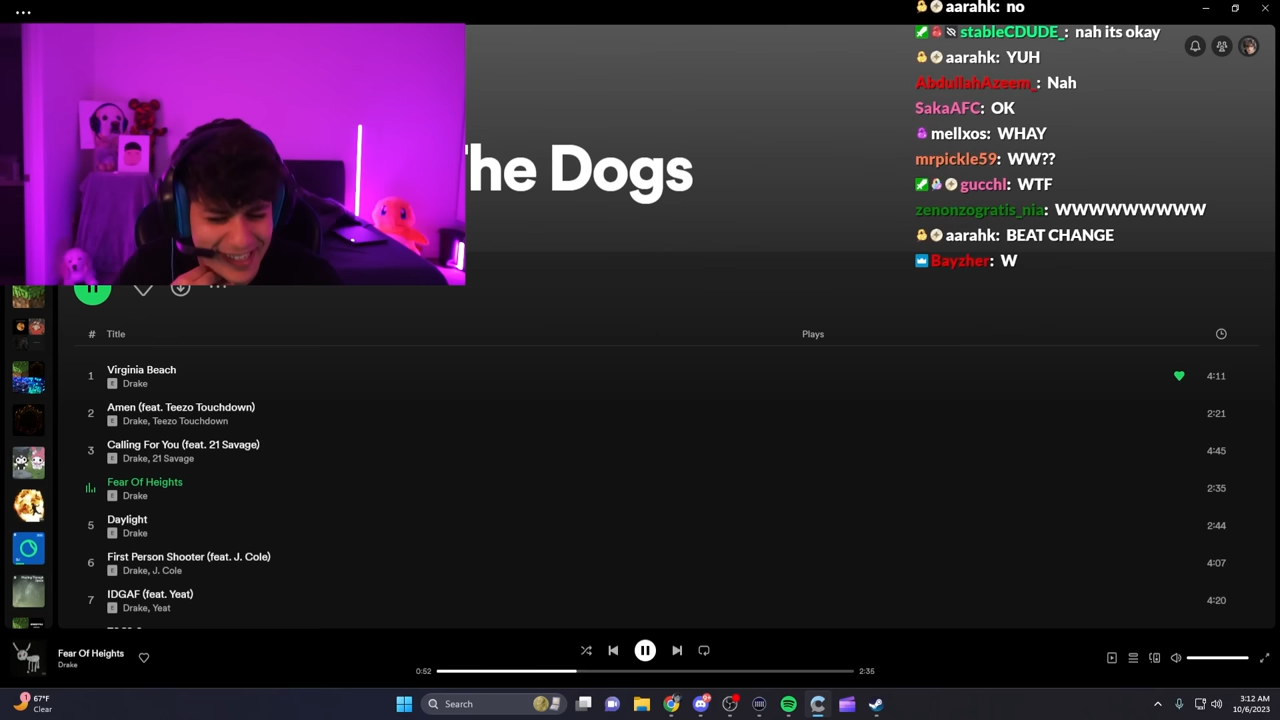 aarahk: no
stableCDUDE_: nah its okay
aarahk: YUH
AbdullahAzeem_: Nah
SakaAFC: OK
mellxos: WHAY
mrpickle59: WW??
gucchl: WTF
zenonzogratis_nia: WWWWWWWWW
aarahk: BEAT CHANGE
Bayzher: W
The Dogs
# Title Plays
1 Virginia Beach 4:11
E Drake
2 Amen (feat. Teezo Touchdown) 2:21
E Drake, Teezo Touchdown
3 Calling For You (feat. 21 Savage) 4:45
E Drake, 21 Savage
Fear Of Heights 2:35
E Drake
5 Daylight 2:44
E Drake
6 First Person Shooter (feat. J. Cole) 4:07
E Drake, J. Cole
7 IDGAF (feat. Yeat) 4:20
E Drake, Yeat
Fear Of Heights
Drake
0:52 2:35
67°F
Clear
Search
3:12 AM
10/6/2023